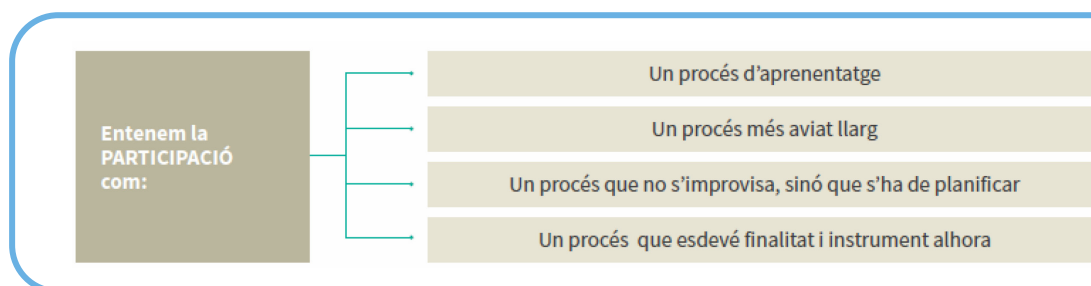 Entenem la
PARTICIPACIÓ
com:
Un procés d’aprenentatge
Un procés més aviat llarg
Un procés que no s’improvisa, sinó que s’ha de planificar
Un procés que esdevé finalitat i instrument alhora